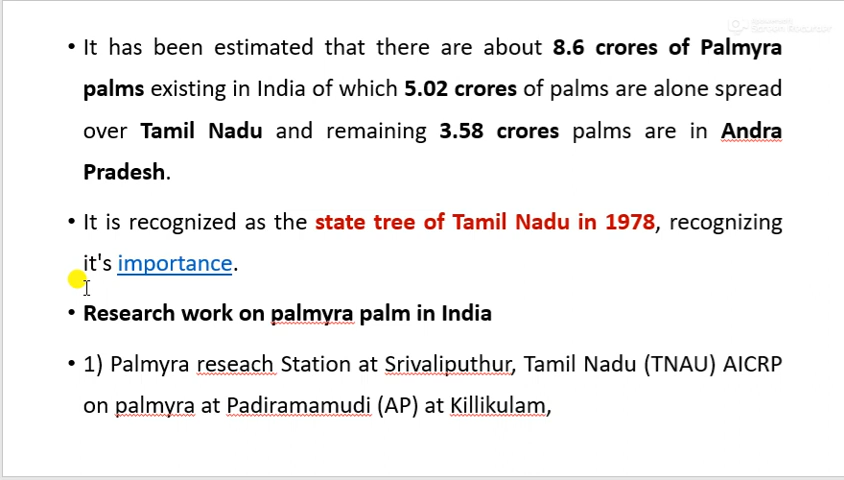 • It has been estimated that there are about 8.6 crores of Palmyra
palms existing in India of which 5.02 crores of palms are alone spread
over Tamil Nadu and remaining 3.58 crores palms are in Andra
Pradesh.
• It is recognized as the state tree of Tamil Nadu in 1978, recognizing
it's importance.
• Research work on palmyra palm in India
• 1) Palmyra reseach Station at Srivaliputhur, Tamil Nadu (TNAU) AICRP
on palmyra at Padiramamudi (AP) at Killikulam,